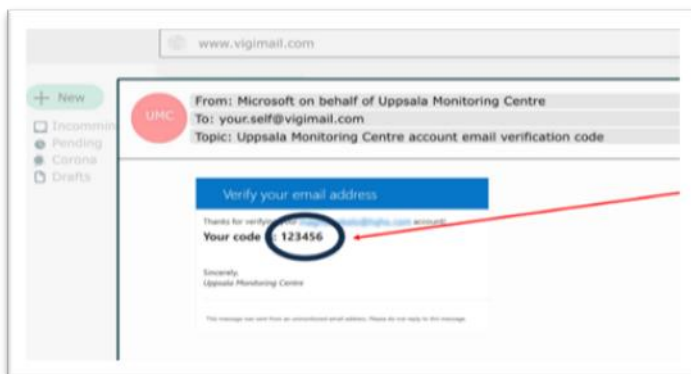 www.vigimail.com
New
Incommin
Pending
Corona
Drafts
UMC
From: Microsoft on behalf of Uppsala Monitoring Centre
To: your.self@vigimail.com
Topic: Uppsala Monitoring Centre account email verification code
Verify your email address
Thanks for verifying your account!
Your code 123456
Sincerely,
Uppsala Monitoring Centre
This message was sent from an unmonitored email address. Please do not reply to this message.